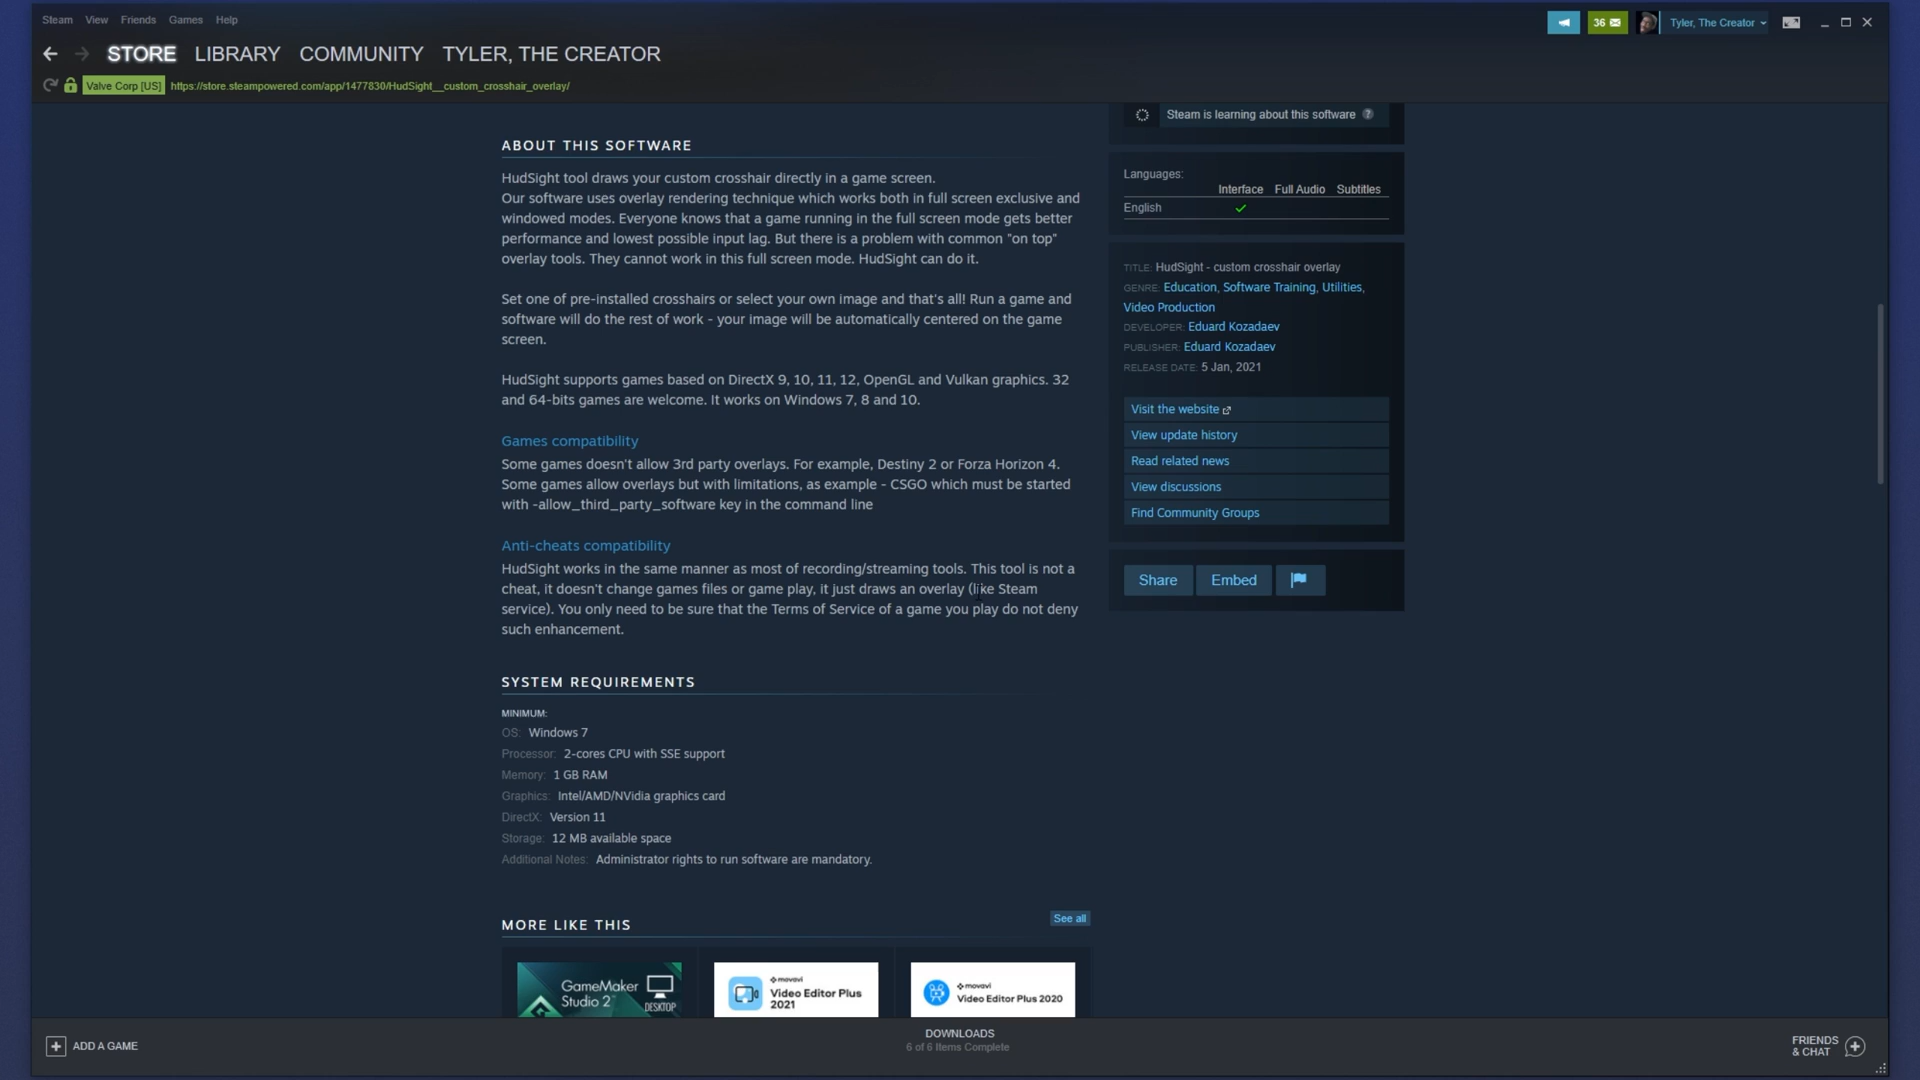 Steam View Friends Games Help
36
Tyler, The Creator
STORE LIBRARY COMMUNITY TYLER, THE CREATOR
Valve Corp [US] https://store.steampowered.com/app/1477830/HudSight__custom_crosshair_overlay/
ABOUT THIS SOFTWARE
HudSight tool draws your custom crosshair directly in a game screen.
Our software uses overlay rendering technique which works both in full screen exclusive and
windowed modes. Everyone knows that a game running in the full screen mode gets better
performance and lowest possible input lag. But there is a problem with common "on top"
overlay tools. They cannot work in this full screen mode. HudSight can do it.
Set one of pre-installed crosshairs or select your own image and that's all! Run a game and
software will do the rest of work - your image will be automatically centered on the game
screen.
HudSight supports games based on DirectX 9, 10, 11, 12, OpenGL and Vulkan graphics. 32
and 64-bits games are welcome. It works on Windows 7, 8 and 10.
Games compatibility
Some games doesn't allow 3rd party overlays. For example, Destiny 2 or Forza Horizon 4.
Some games allow overlays but with limitations, as example - CSGO which must be started
with -allow_third_party_software key in the command line
Anti-cheats compatibility
HudSight works in the same manner as most of recording/streaming tools. This tool is not a
cheat, it doesn't change games files or game play, it just draws an overlay (like Steam
service). You only need to be sure that the Terms of Service of a game you play do not deny
such enhancement.
SYSTEM REQUIREMENTS
MINIMUM:
OS: Windows 7
Processor: 2-cores CPU with SSE support
Memory: 1 GB RAM
Graphics: Intel/AMD/NVidia graphics card
DirectX: Version 11
Storage: 12 MB available space
Additional Notes: Administrator rights to run software are mandatory.
MORE LIKE THIS
See all
GameMaker
Studio 2
DESKTOP
movavi
Video Editor Plus
2021
movavi
Video Editor Plus 2020
Steam is learning about this software ?
Languages:
Interface Full Audio Subtitles
English
TITLE: HudSight - custom crosshair overlay
GENRE: Education, Software Training, Utilities,
Video Production
DEVELOPER: Eduard Kozadaev
PUBLISHER: Eduard Kozadaev
RELEASE DATE: 5 Jan, 2021
Visit the website
View update history
Read related news
View discussions
Find Community Groups
Share Embed
ADD A GAME
DOWNLOADS
6 of 6 Items Complete
FRIENDS
& CHAT